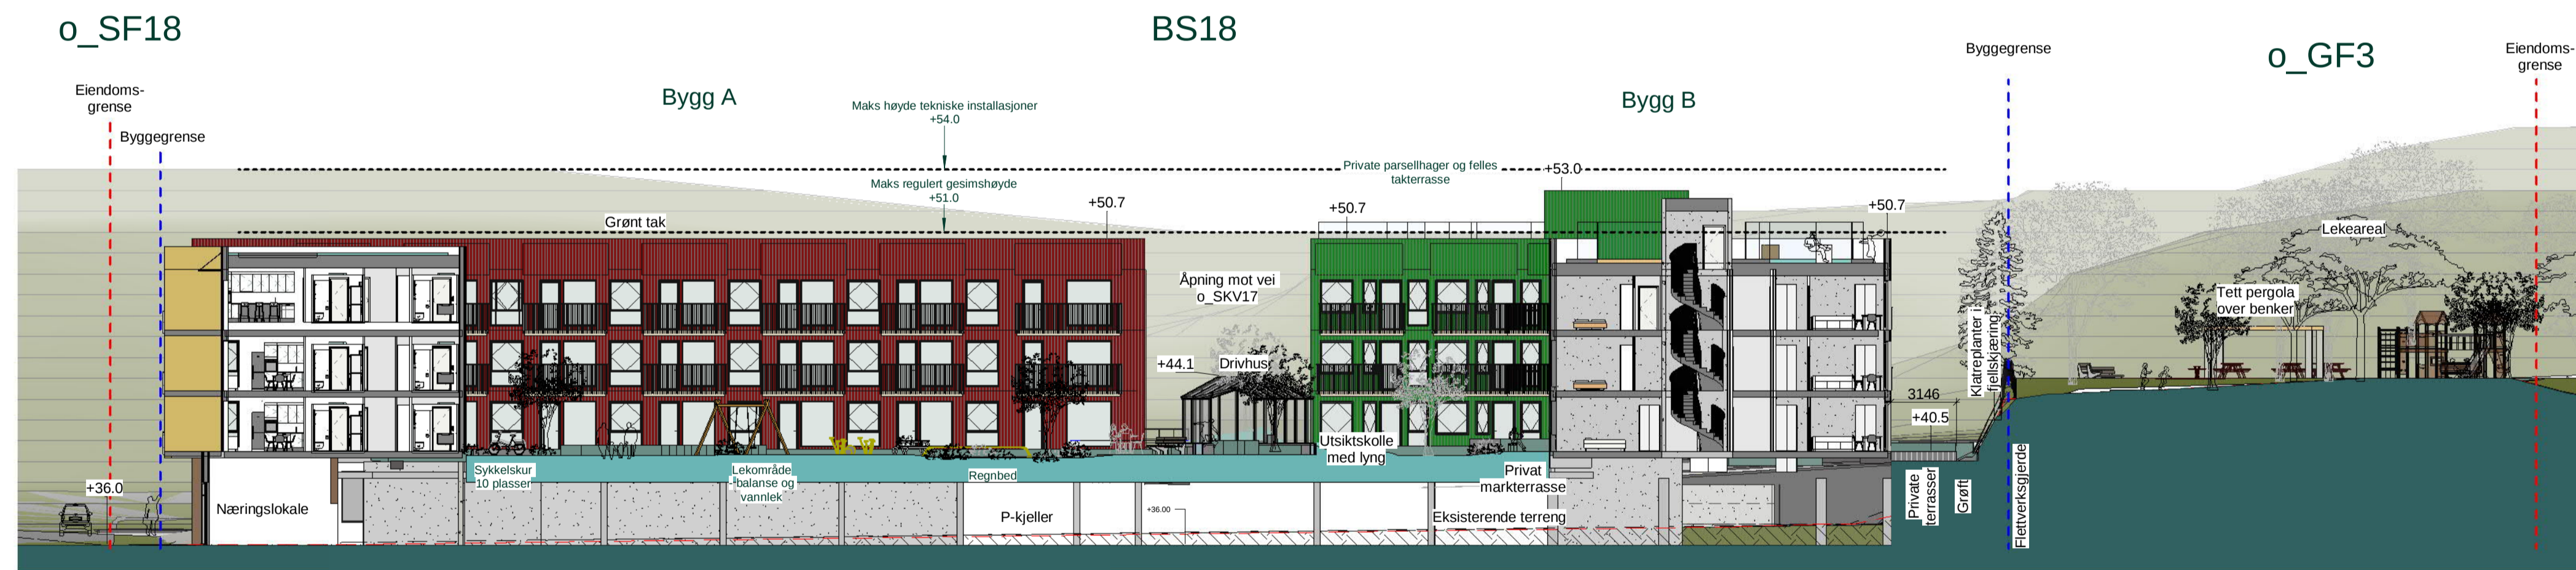 o_SF18
BS18
o_GF3
Eiendoms-
grense
Byggegrense
Bygg A
Maks høyde tekniske installasjoner
+54.0
Bygg B
Byggegrense
Eiendoms-
grense
Private parsellhager og felles
takterrasse
+53.0
Maks regulert gesimshøyde
+51.0
Grønt tak
+50.7
+50.7
+50.7
Lekeareal
Åpning mot vei
o_SKV17
Tett pergola
over benker
Klatreplanter i
fjellskjæring
+44.1
Drivhus
3146
+40.5
Utsiktskolle
med lyng
Sykkelskur
10 plasser
Lekområde
balanse og
vannlek
Regnbed
Privat
markterrasse
+36.0
Næringslokale
P-kjeller
+36.00
Eksisterende terreng
Private
terrasser
Grøft
Flettverksgjerde